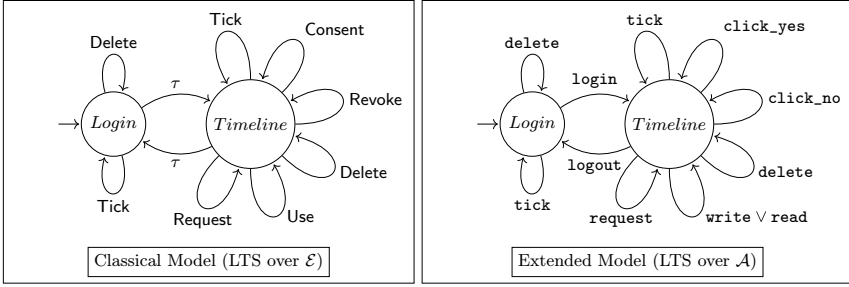 Tick
Consent
Delete
τ
Revoke
Login
Timeline
τ
Delete
Tick
Request
Use
Classical Model (LTS over ℰ)
tick
click_yes
delete
login
click_no
Login
Timeline
logout
delete
tick
request
write ∨ read
Extended Model (LTS over 𝒜)